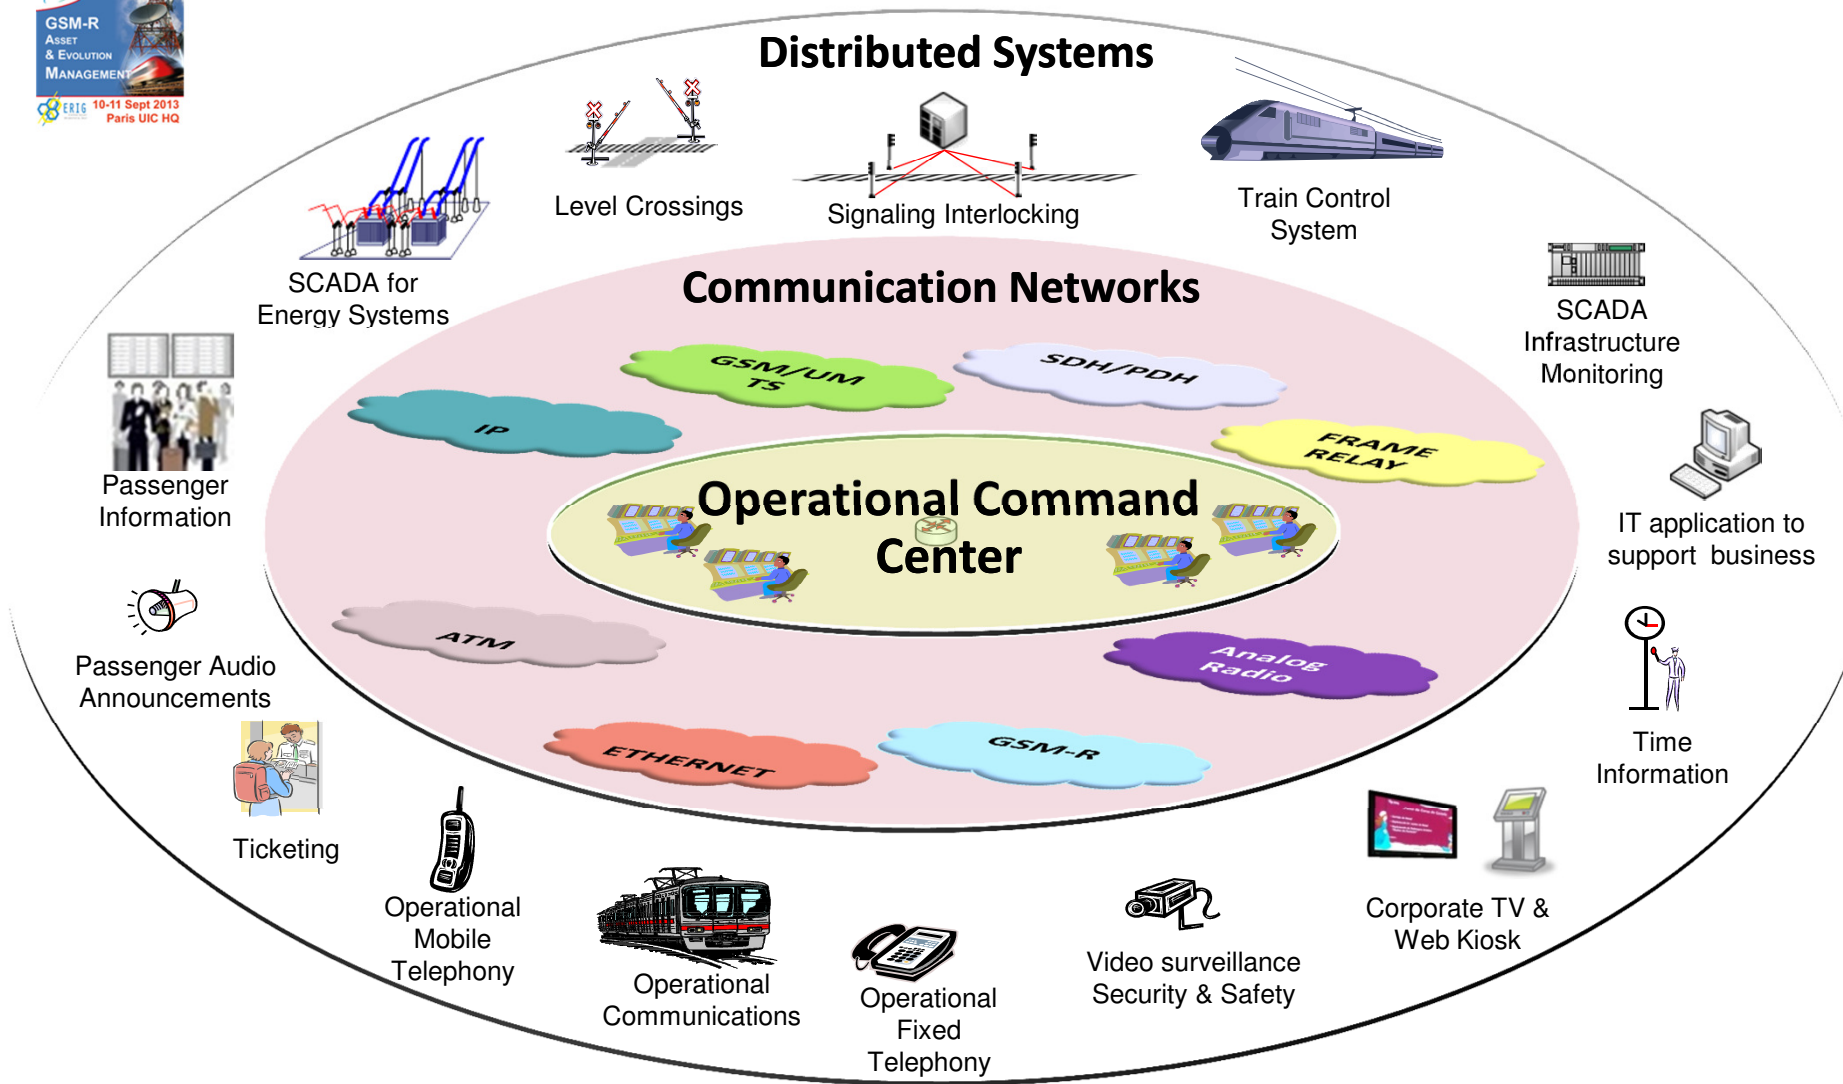 GSM-R
ASSET
& EVOLUTION
MANAGEMENT
ERIG
10-11 Sept 2013
Paris UIC HQ
Distributed Systems
Level Crossings
Signaling Interlocking
Train Control
System
SCADA for
Energy Systems
SCADA
Infrastructure
Monitoring
Communication Networks
GSM/UM
TS
SDH/PDH
IP
FRAME
RELAY
Passenger
Information
Operational Command
Center
IT application to
support business
Passenger Audio
Announcements
ATM
Analog
Radio
ETHERNET
GSM-R
Time
Information
Ticketing
Operational
Mobile
Telephony
Operational
Communications
Operational
Fixed
Telephony
Video surveillance
Security & Safety
Corporate TV &
Web Kiosk